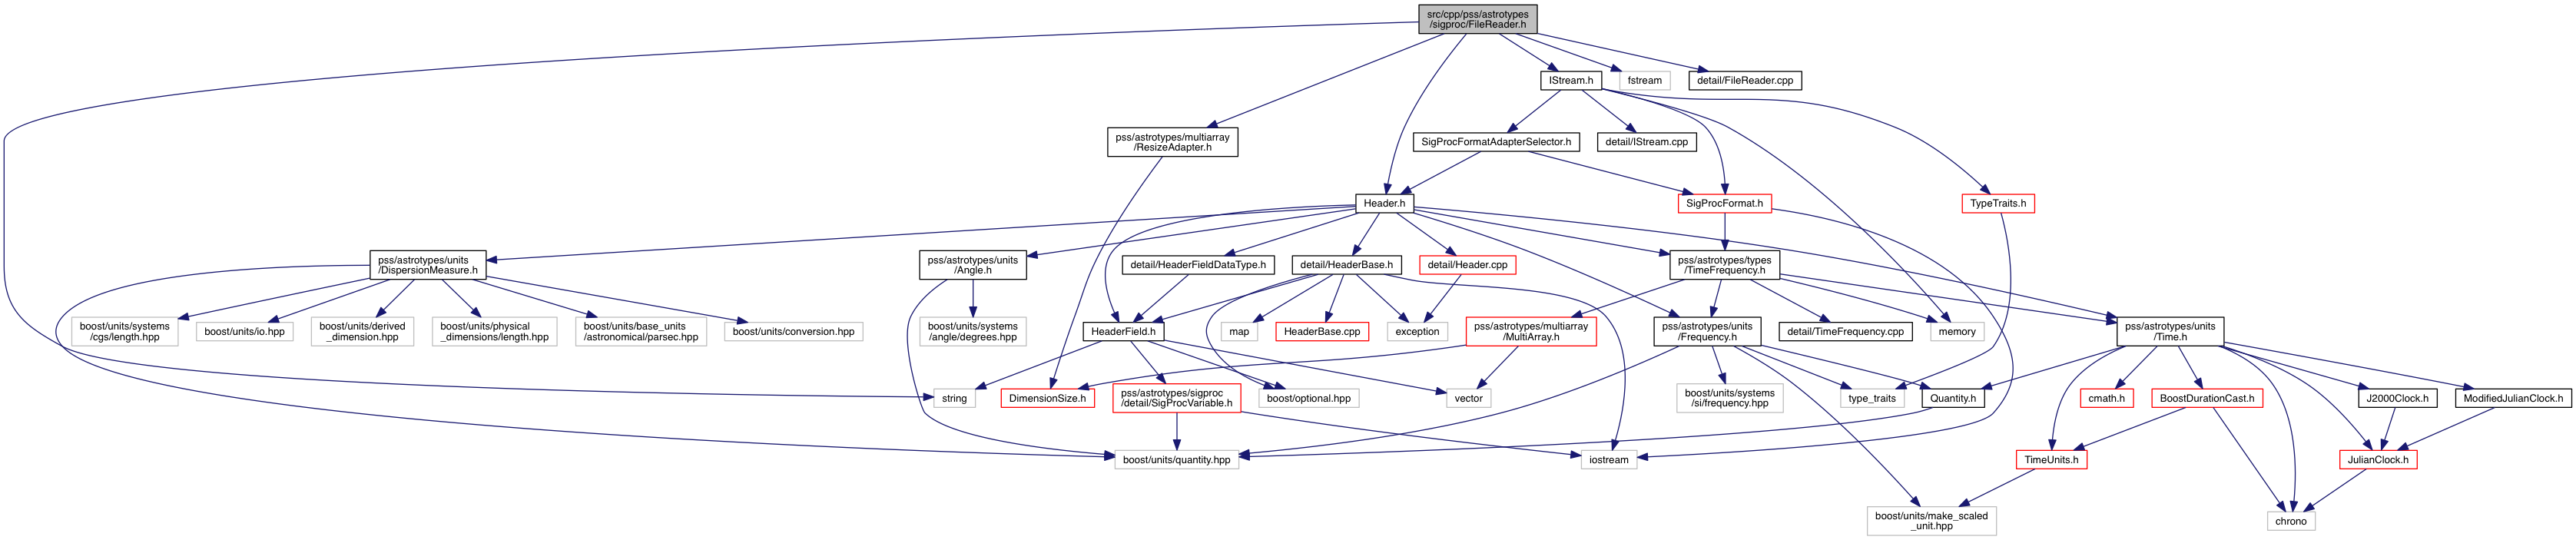 src/cpp/pss/astrotypes
/sigproc/FileReader.h
IStream.h
fstream
detail/FileReader.cpp
pss/astrotypes/multiarray
/ResizeAdapter.h
SigProcFormatAdapterSelector.h
detail/IStream.cpp
Header.h
SigProcFormat.h
TypeTraits.h
pss/astrotypes/units
/DispersionMeasure.h
pss/astrotypes/units
/Angle.h
detail/HeaderFieldDataType.h
detail/HeaderBase.h
detail/Header.cpp
pss/astrotypes/types
/TimeFrequency.h
boost/units/systems
/cgs/length.hpp
boost/units/io.hpp
boost/units/derived
_dimension.hpp
boost/units/physical
_dimensions/length.hpp
boost/units/base_units
/astronomical/parsec.hpp
boost/units/conversion.hpp
boost/units/systems
/angle/degrees.hpp
HeaderField.h
map
HeaderBase.cpp
exception
pss/astrotypes/multiarray
/MultiArray.h
pss/astrotypes/units
/Frequency.h
detail/TimeFrequency.cpp
memory
pss/astrotypes/units
/Time.h
string
DimensionSize.h
pss/astrotypes/sigproc
/detail/SigProcVariable.h
boost/optional.hpp
vector
boost/units/systems
/si/frequency.hpp
type_traits
Quantity.h
cmath.h
BoostDurationCast.h
J2000Clock.h
ModifiedJulianClock.h
boost/units/quantity.hpp
iostream
TimeUnits.h
JulianClock.h
boost/units/make_scaled
_unit.hpp
chrono